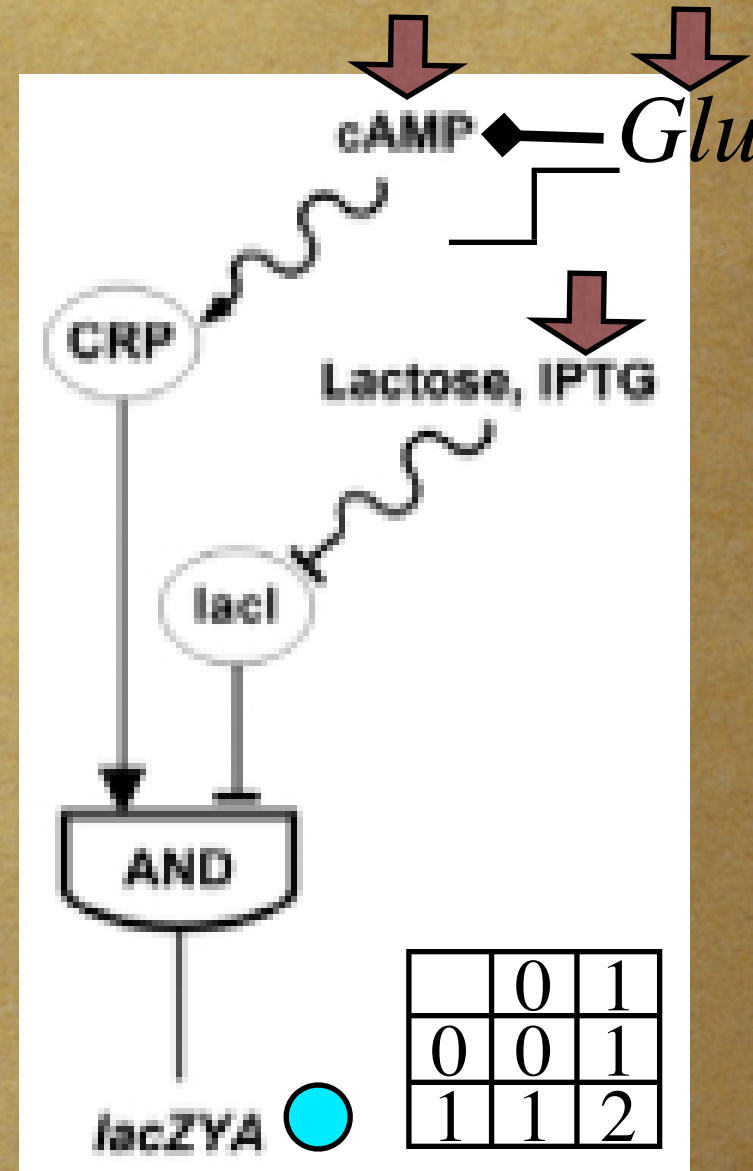 cAMP Glu
CRP
Lactose, IPTG
lacI
AND
0 1
0 0 1
1 1 2
lacZYA